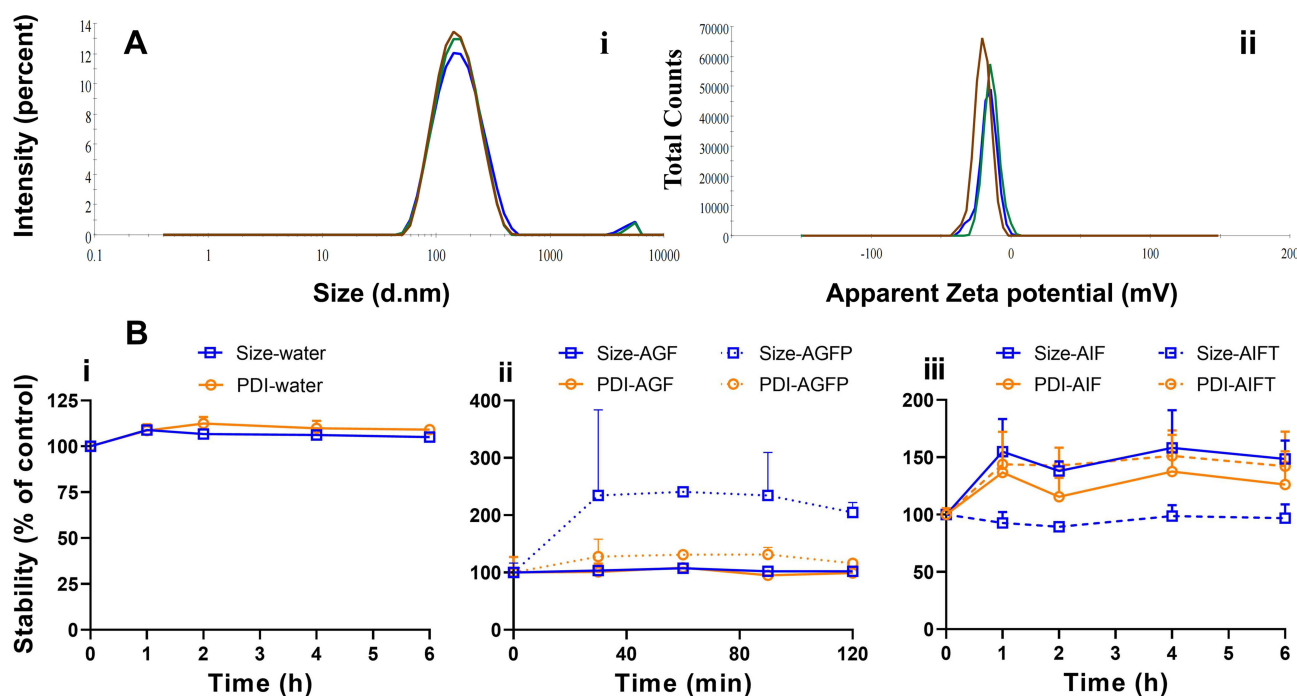 A
i
Intensity (percent)
14
12
10
8
6
4
2
0
0.1
1
10
100
1000
10000
Size (d.nm)
ii
Total Counts
70000
60000
50000
40000
30000
20000
10000
0
-100
0
100
200
Apparent Zeta potential (mV)
B
i
Size-water
PDI-water
Stability (% of control)
125
100
75
50
25
0
0 1 2 3 4 5 6
Time (h)
ii
Size-AGF
Size-AGFP
PDI-AGF
PDI-AGFP
400
300
200
100
0
0 40 80 120
Time (min)
iii
Size-AIF
Size-AIFT
PDI-AIF
PDI-AIFT
200
150
100
50
0
0 1 2 3 4 5 6
Time (h)